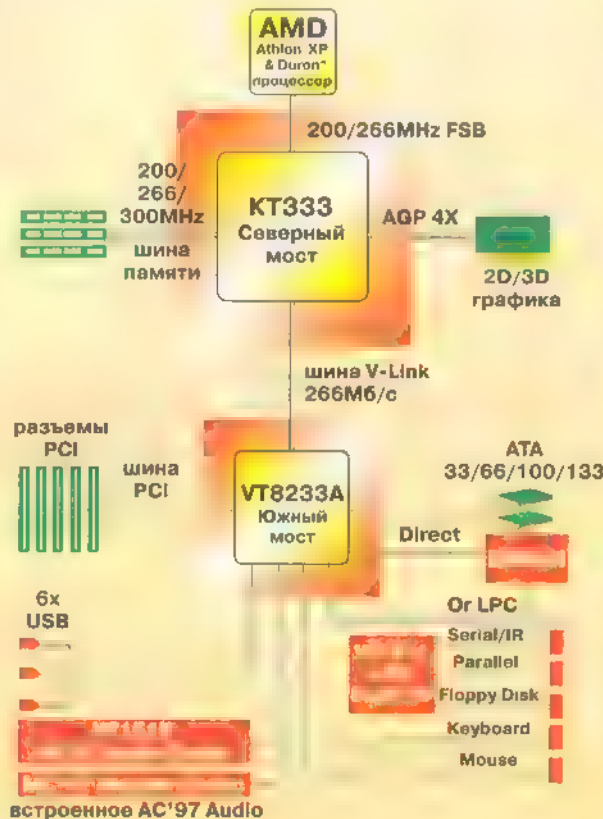 AMD
Athlon XP
& Duron*
процессор
200/266MHz FSB
200/
266/
300MHz
шина
памяти
KT333
Северный
мост
AGP 4X
2D/3D
графика
шина V-Link
266Мб/с
разъемы
PCI
шина
PCI
VT8233A
Южный
мост
ATA
33/66/100/133
Direct
6x
USB
Or LPC
Serial/IR
Parallel
Floppy Disk
Keyboard
Mouse
встроенное AC'97 Audio